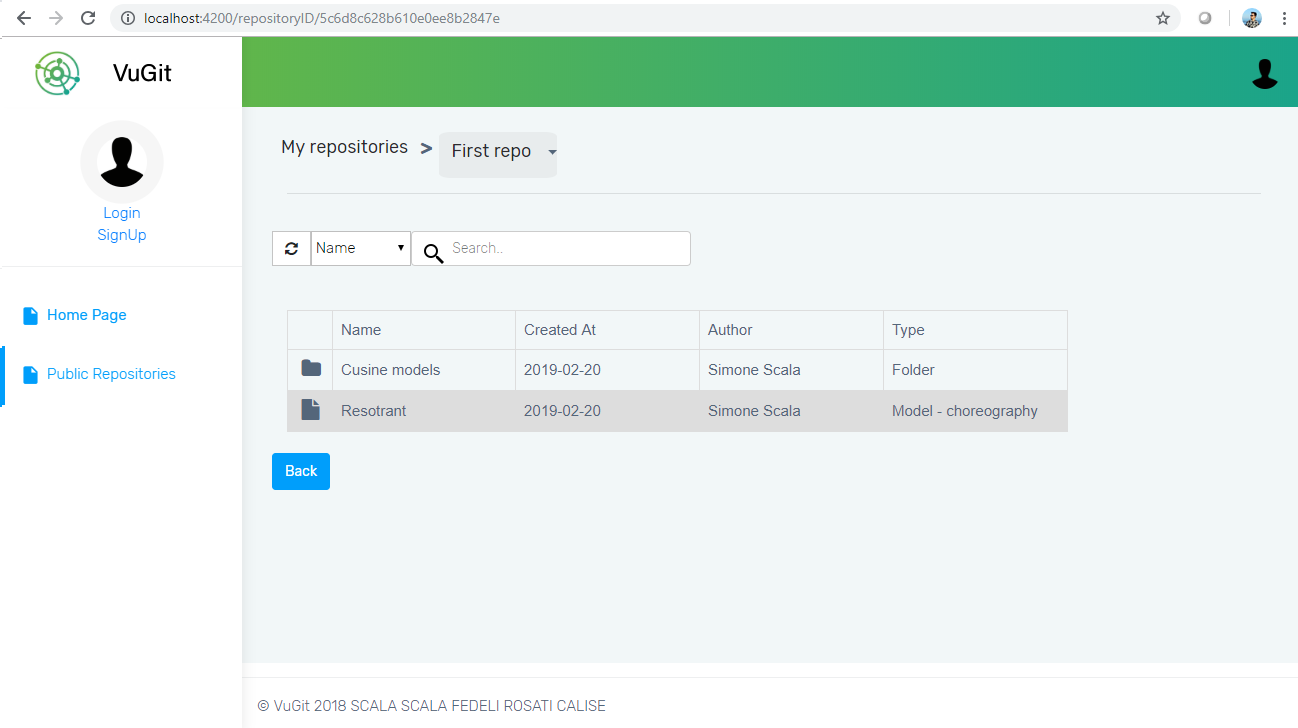 localhost:4200/repositoryID/5c6d8c628b610e0ee8b2847e
VuGit
Login
SignUp
Home Page
Public Repositories
My repositories > First repo
Name Search..
Name Created At Author Type
Cusine models 2019-02-20 Simone Scala Folder
Resotrant 2019-02-20 Simone Scala Model - choreography
Back
© VuGit 2018 SCALA SCALA FEDELI ROSATI CALISE